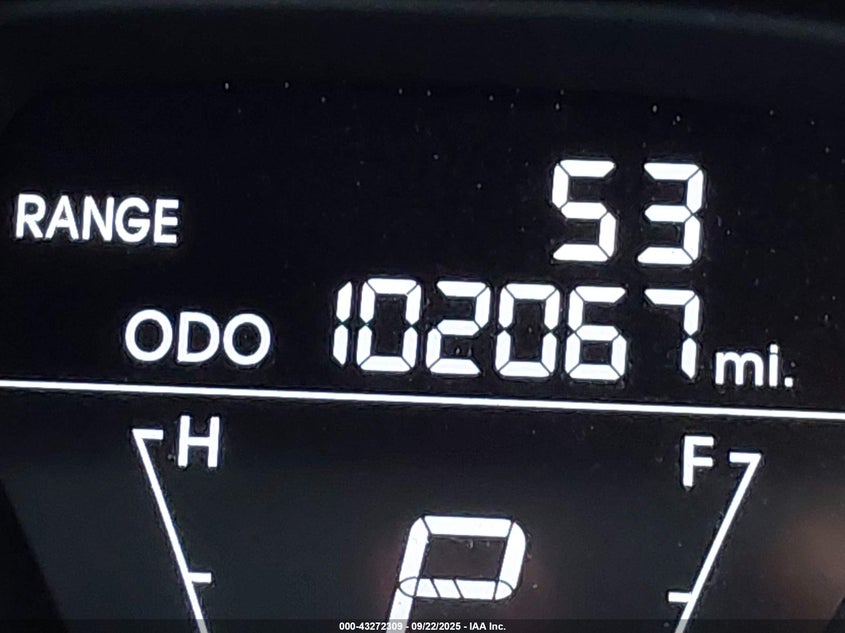 RANGE 53
ODO 102067 mi.
H F
P
000-43272309 - 09/22/2025 - IAA Inc.